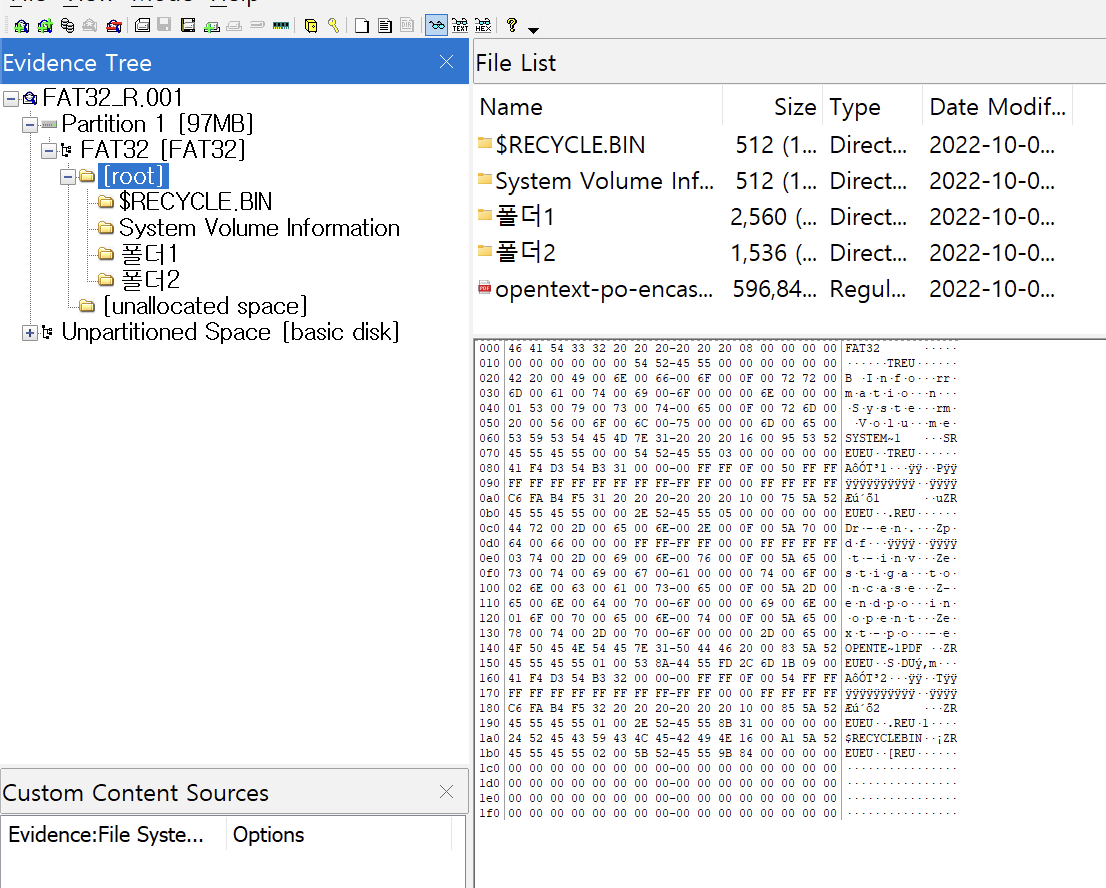 File View Mode Help
Evidence Tree
FAT32_R.001
Partition 1 [97MB]
FAT32 [FAT32]
[root]
$RECYCLE.BIN
System Volume Information
폴더1
폴더2
[unallocated space]
Unpartitioned Space [basic disk]
Custom Content Sources
Evidence:File Syste... Options
File List
Name Size Type Date Modif...
$RECYCLE.BIN 512 (1... Direct... 2022-10-0...
System Volume Inf... 512 (1... Direct... 2022-10-0...
폴더1 2,560 (... Direct... 2022-10-0...
폴더2 1,536 (... Direct... 2022-10-0...
opentext-po-encas... 596,84... Regul... 2022-10-0...
000 46 41 54 33 32 20 20 20-20 20 20 08 00 00 00 00 FAT32 ·····
010 00 00 00 00 00 00 54 52-45 55 00 00 00 00 00 00 ······TREU······
020 42 20 00 49 00 6E 00 66-00 6F 00 0F 00 72 72 00 B ·I·n·f·o···rr·
030 6D 00 61 00 74 00 69 00-6F 00 00 00 6E 00 00 00 m·a·t·i·o···n···
040 01 53 00 79 00 73 00 74-00 65 00 0F 00 72 6D 00 ·S·y·s·t·e···rm·
050 20 00 56 00 6F 00 6C 00-75 00 00 00 6D 00 65 00 ·V·o·l·u···m·e·
060 53 59 53 54 45 4D 7E 31-20 20 20 16 00 95 53 52 SYSTEM~1 ···SR
070 45 55 45 55 00 00 54 52-45 55 03 00 00 00 00 00 EUEU··TREU······
080 41 F4 D3 54 B3 31 00 00-00 FF FF 0F 00 50 FF FF AôÓT³1···ÿÿ··Pÿÿ
090 FF FF FF FF FF FF FF FF-FF FF 00 00 FF FF FF FF ÿÿÿÿÿÿÿÿÿÿ··ÿÿÿÿ
0a0 C6 FA B4 F5 31 20 20 20-20 20 20 10 00 75 5A 52 Æú´õ1 ··uZR
0b0 45 55 45 55 00 00 2E 52-45 55 05 00 00 00 00 00 EUEU··.REU······
0c0 44 72 00 2D 00 65 00 6E-00 2E 00 0F 00 5A 70 00 Dr·-·e·n·.···Zp·
0d0 64 00 66 00 00 00 FF FF-FF FF 00 00 FF FF FF FF d·f···ÿÿÿÿ··ÿÿÿÿ
0e0 03 74 00 2D 00 69 00 6E-00 76 00 0F 00 5A 65 00 ·t·-·i·n·v···Ze·
0f0 73 00 74 00 69 00 67 00-61 00 00 00 74 00 6F 00 s·t·i·g·a···t·o·
100 02 6E 00 63 00 61 00 73-00 65 00 0F 00 5A 2D 00 ·n·c·a·s·e···Z-·
110 65 00 6E 00 64 00 70 00-6F 00 00 00 69 00 6E 00 e·n·d·p·o···i·n·
120 01 6F 00 70 00 65 00 6E-00 74 00 0F 00 5A 65 00 ·o·p·e·n·t···Ze·
130 78 00 74 00 2D 00 70 00-6F 00 00 00 2D 00 65 00 x·t·-·p·o···-·e·
140 4F 50 45 4E 54 45 7E 31-50 44 46 20 00 83 5A 52 OPENTE~1PDF ··ZR
150 45 55 45 55 01 00 53 8A-44 55 FD 2C 6D 1B 09 00 EUEU··S·DUý,m···
160 41 F4 D3 54 B3 32 00 00-00 FF FF 0F 00 54 FF FF AôÓT³2···ÿÿ··Tÿÿ
170 FF FF FF FF FF FF FF FF-FF FF 00 00 FF FF FF FF ÿÿÿÿÿÿÿÿÿÿ··ÿÿÿÿ
180 C6 FA B4 F5 32 20 20 20-20 20 20 10 00 85 5A 52 Æú´õ2 ···ZR
190 45 55 45 55 01 00 2E 52-45 55 8B 31 00 00 00 00 EUEU··.REU·1····
1a0 24 52 45 43 59 43 4C 45-42 49 4E 16 00 A1 5A 52 $RECYCLEBIN··¡ZR
1b0 45 55 45 55 02 00 5B 52-45 55 9B 84 00 00 00 00 EUEU··[REU······
1c0 00 00 00 00 00 00 00 00-00 00 00 00 00 00 00 00 ················
1d0 00 00 00 00 00 00 00 00-00 00 00 00 00 00 00 00 ················
1e0 00 00 00 00 00 00 00 00-00 00 00 00 00 00 00 00 ················
1f0 00 00 00 00 00 00 00 00-00 00 00 00 00 00 00 00 ················